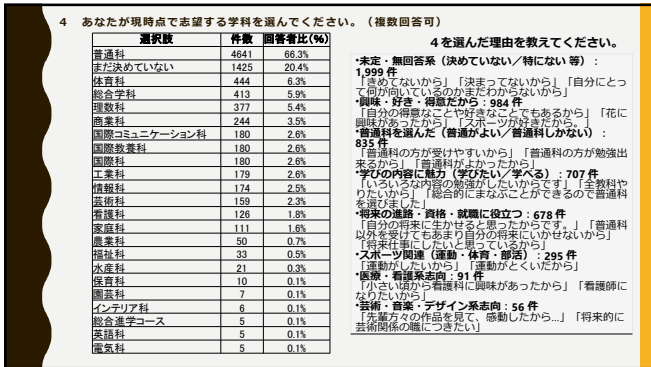 4 あなたが現時点で志望する学科を選んでください。（複数回答可）
選択肢 件数 回答者比(%)
普通科 4641 66.3%
まだ決めていない 1425 20.4%
体育科 444 6.3%
総合学科 413 5.9%
理数科 377 5.4%
商業科 244 3.5%
国際コミュニケーション科 180 2.6%
国際教養科 180 2.6%
国際科 180 2.6%
工業科 179 2.6%
情報科 174 2.5%
芸術科 159 2.3%
看護科 126 1.8%
家庭科 111 1.6%
農業科 50 0.7%
福祉科 33 0.5%
水産科 21 0.3%
保育科 10 0.1%
園芸科 7 0.1%
インテリア科 6 0.1%
総合進学コース 5 0.1%
英語科 5 0.1%
電気科 5 0.1%
４を選んだ理由を教えてください。
•未定・無回答系（決めていない／特にない 等）：
1,999 件
「きめてないから」「決まってないから」「自分にとっ
て何が向いているのかまだわからないから」
•興味・好き・得意だから：984 件
「自分の得意なことや好きなことでもあるから」「花に
興味があったから」「スポーツが好きだから。」
•普通科を選んだ（普通がよい／普通科しかない）：
835 件
「普通科の方が受けやすいから」「普通科の方が勉強出
来るから」「普通科がよかったから」
•学びの内容に魅力（学びたい／学べる）：707 件
「いろいろな内容の勉強がしたいからです」「全教科や
りたいから」「総合的にまなぶことができるので普通科
を選びました」
•将来の進路・資格・就職に役立つ：678 件
「自分の将来に生かせると思ったからです。」「普通科
以外を受けてもあまり自分の将来にいかせないから」
「将来仕事にしたいと思っているから」
•スポーツ関連（運動・体育・部活）：295 件
「運動がしたいから」「運動がとくいだから」
•医療・看護系志向：91 件
「小さい頃から看護科に興味があったから」「看護師に
なりたいから」
•芸術・音楽・デザイン系志向：56 件
「先輩方々の作品を見て、感動したから...」「将来的に
芸術関係の職につきたい」